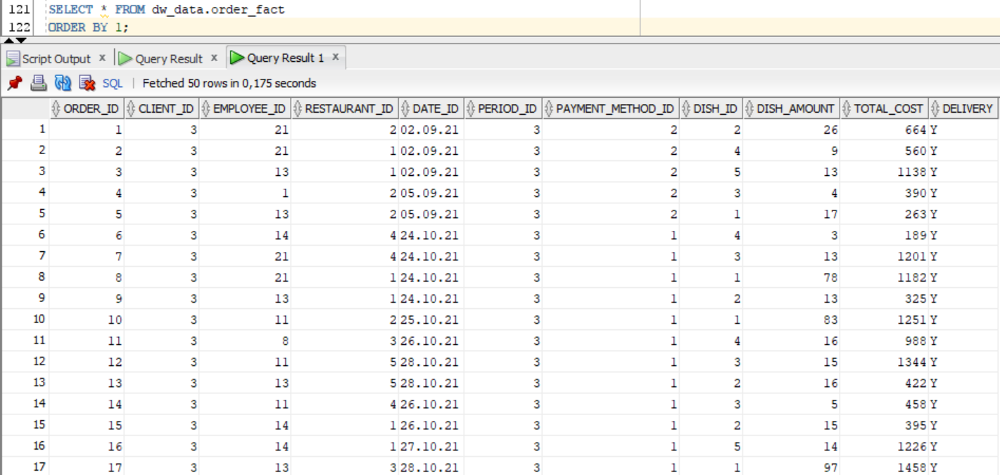 121 SELECT * FROM dw_data.order_fact
122 ORDER BY 1;
Script Output x Query Result x Query Result 1 x
SQL | Fetched 50 rows in 0,175 seconds
ORDER_ID CLIENT_ID EMPLOYEE_ID RESTAURANT_ID DATE_ID PERIOD_ID PAYMENT_METHOD_ID DISH_ID DISH_AMOUNT TOTAL_COST DELIVERY
1 1 3 21 2 02.09.21 3 2 2 26 664 Y
2 2 3 21 1 02.09.21 3 2 4 9 560 Y
3 3 3 13 1 02.09.21 3 2 5 13 1138 Y
4 4 3 1 2 05.09.21 3 2 3 4 390 Y
5 5 3 13 2 05.09.21 3 2 1 17 263 Y
6 6 3 14 4 24.10.21 3 1 4 3 189 Y
7 7 3 21 4 24.10.21 3 1 3 13 1201 Y
8 8 3 21 1 24.10.21 3 1 1 78 1182 Y
9 9 3 13 1 24.10.21 3 1 2 13 325 Y
10 10 3 11 2 25.10.21 3 1 1 83 1251 Y
11 11 3 8 3 26.10.21 3 1 4 16 988 Y
12 12 3 11 5 28.10.21 3 1 3 15 1344 Y
13 13 3 13 5 28.10.21 3 1 2 16 422 Y
14 14 3 11 4 26.10.21 3 1 3 5 458 Y
15 15 3 14 1 26.10.21 3 1 2 15 395 Y
16 16 3 14 1 27.10.21 3 1 5 14 1226 Y
17 17 3 13 3 28.10.21 3 1 1 97 1458 Y